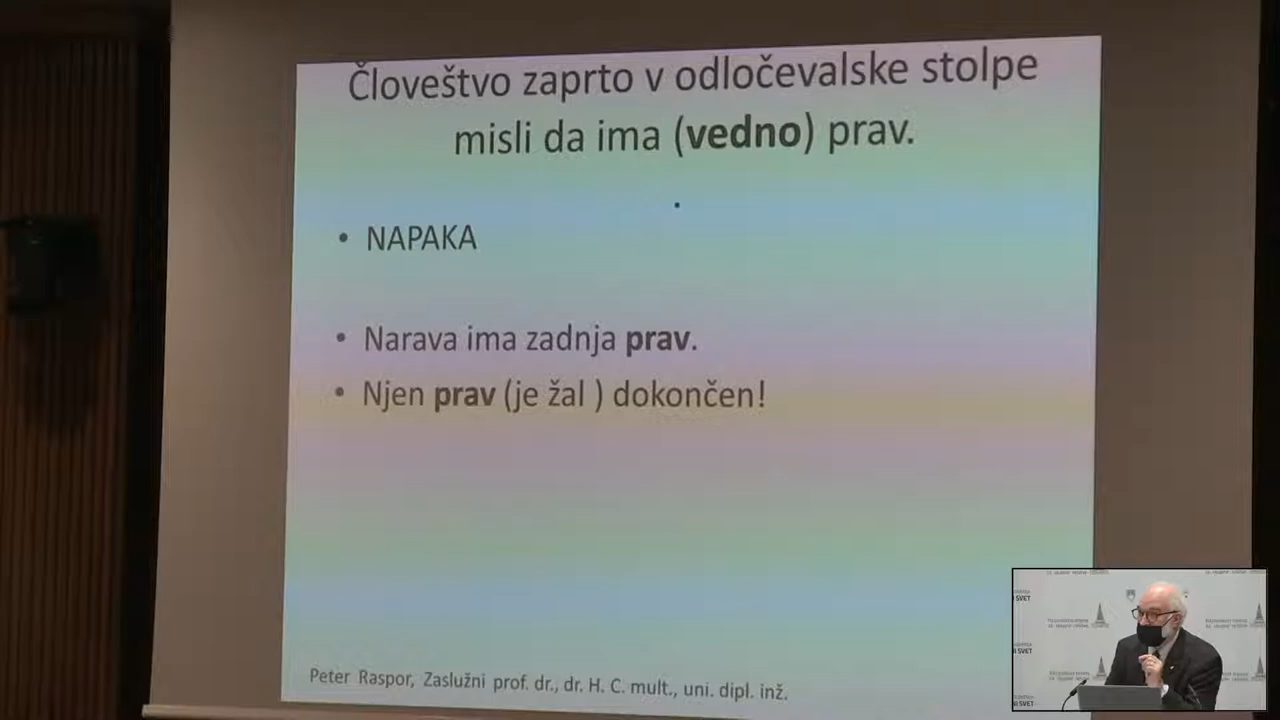 Človeštvo zaprto v odločevalske stolpe
misli da ima (vedno) prav.
.
• NAPAKA
• Narava ima zadnja prav.
• Njen prav (je žal ) dokončen!
Peter Raspor, Zaslužni prof. dr., dr. H. C. mult., uni. dipl. inž.
I SVET